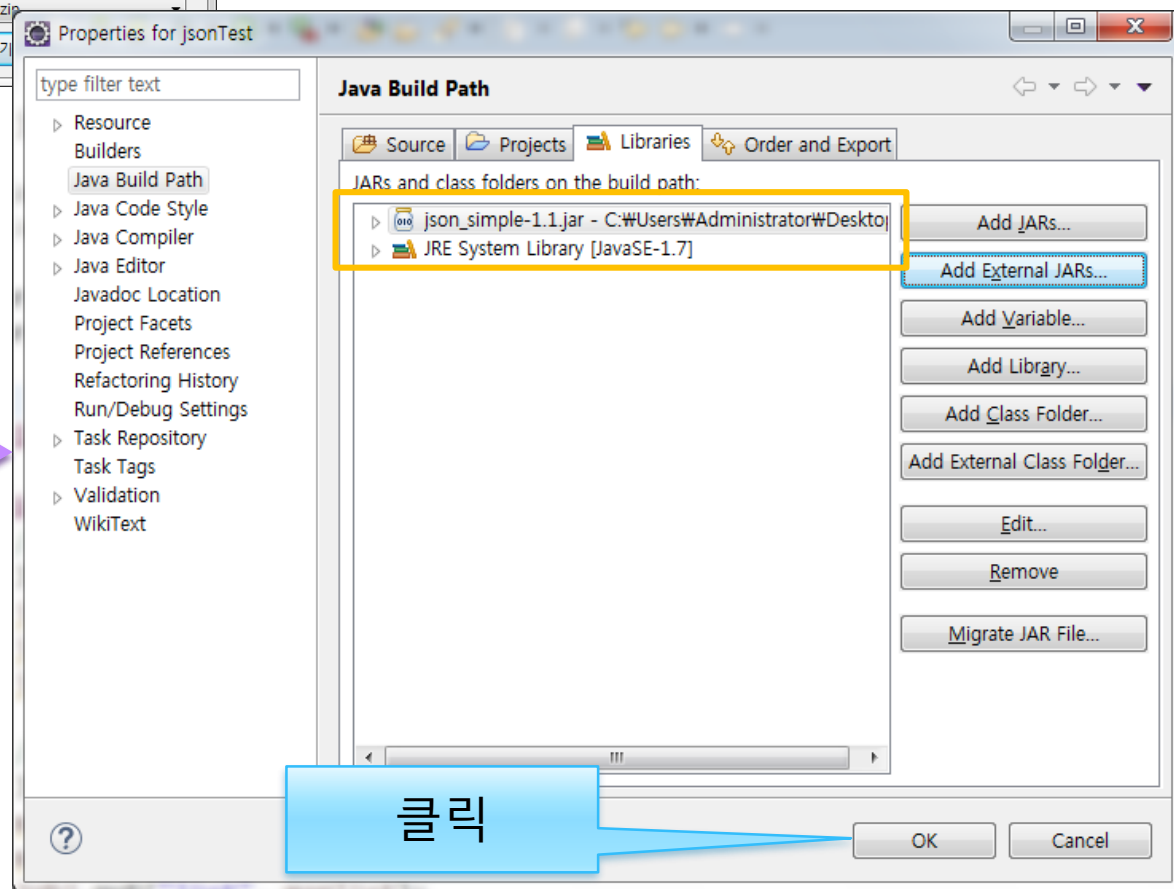 zip
Properties for jsonTest
기
type filter text
Java Build Path
Resource
Builders
Java Build Path
Java Code Style
Java Compiler
Java Editor
Javadoc Location
Project Facets
Project References
Refactoring History
Run/Debug Settings
Task Repository
Task Tags
Validation
WikiText
Source Projects Libraries Order and Export
JARs and class folders on the build path:
json_simple-1.1.jar - C:₩Users₩Administrator₩Desktop
JRE System Library [JavaSE-1.7]
Add JARs...
Add External JARs...
Add Variable...
Add Library...
Add Class Folder...
Add External Class Folder...
Edit...
Remove
Migrate JAR File...
클릭
OK
Cancel